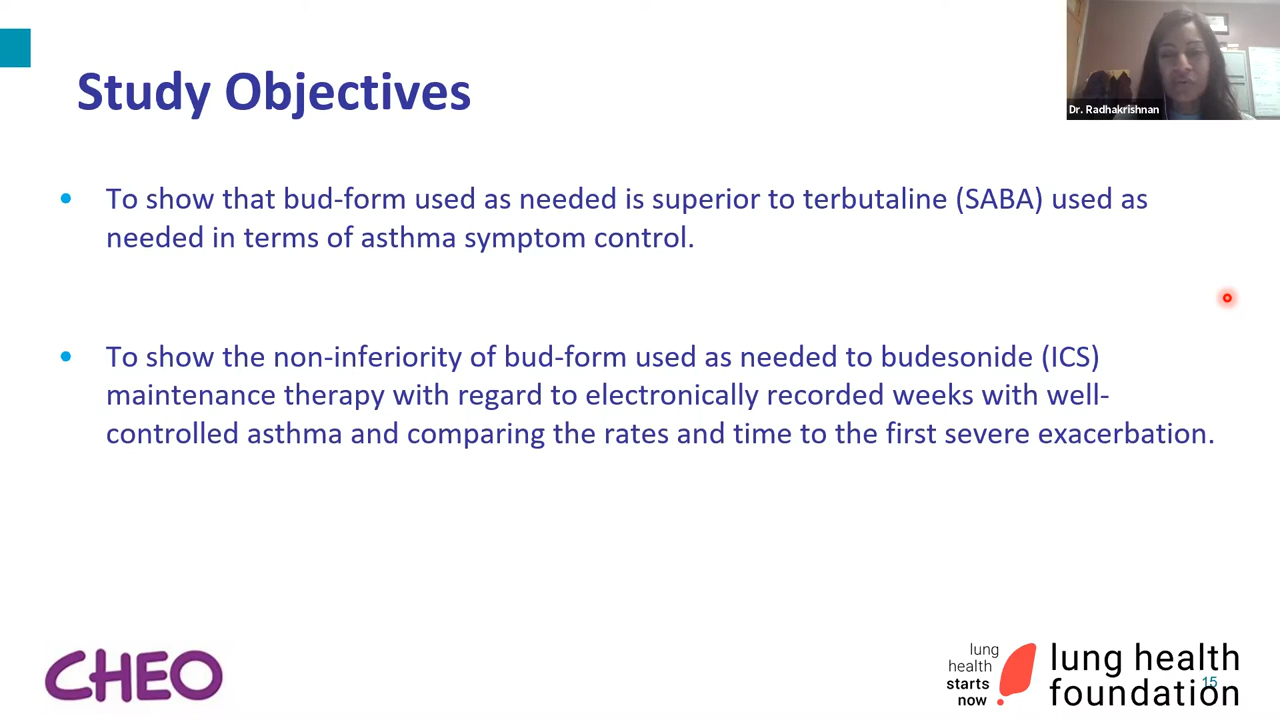 Study Objectives
Dr. Radhakrishnan
• To show that bud-form used as needed is superior to terbutaline (SABA) used as
needed in terms of asthma symptom control.
• To show the non-inferiority of bud-form used as needed to budesonide (ICS)
maintenance therapy with regard to electronically recorded weeks with well-
controlled asthma and comparing the rates and time to the first severe exacerbation.
CHEO
lung
health
starts
now
lung health
foundation
15